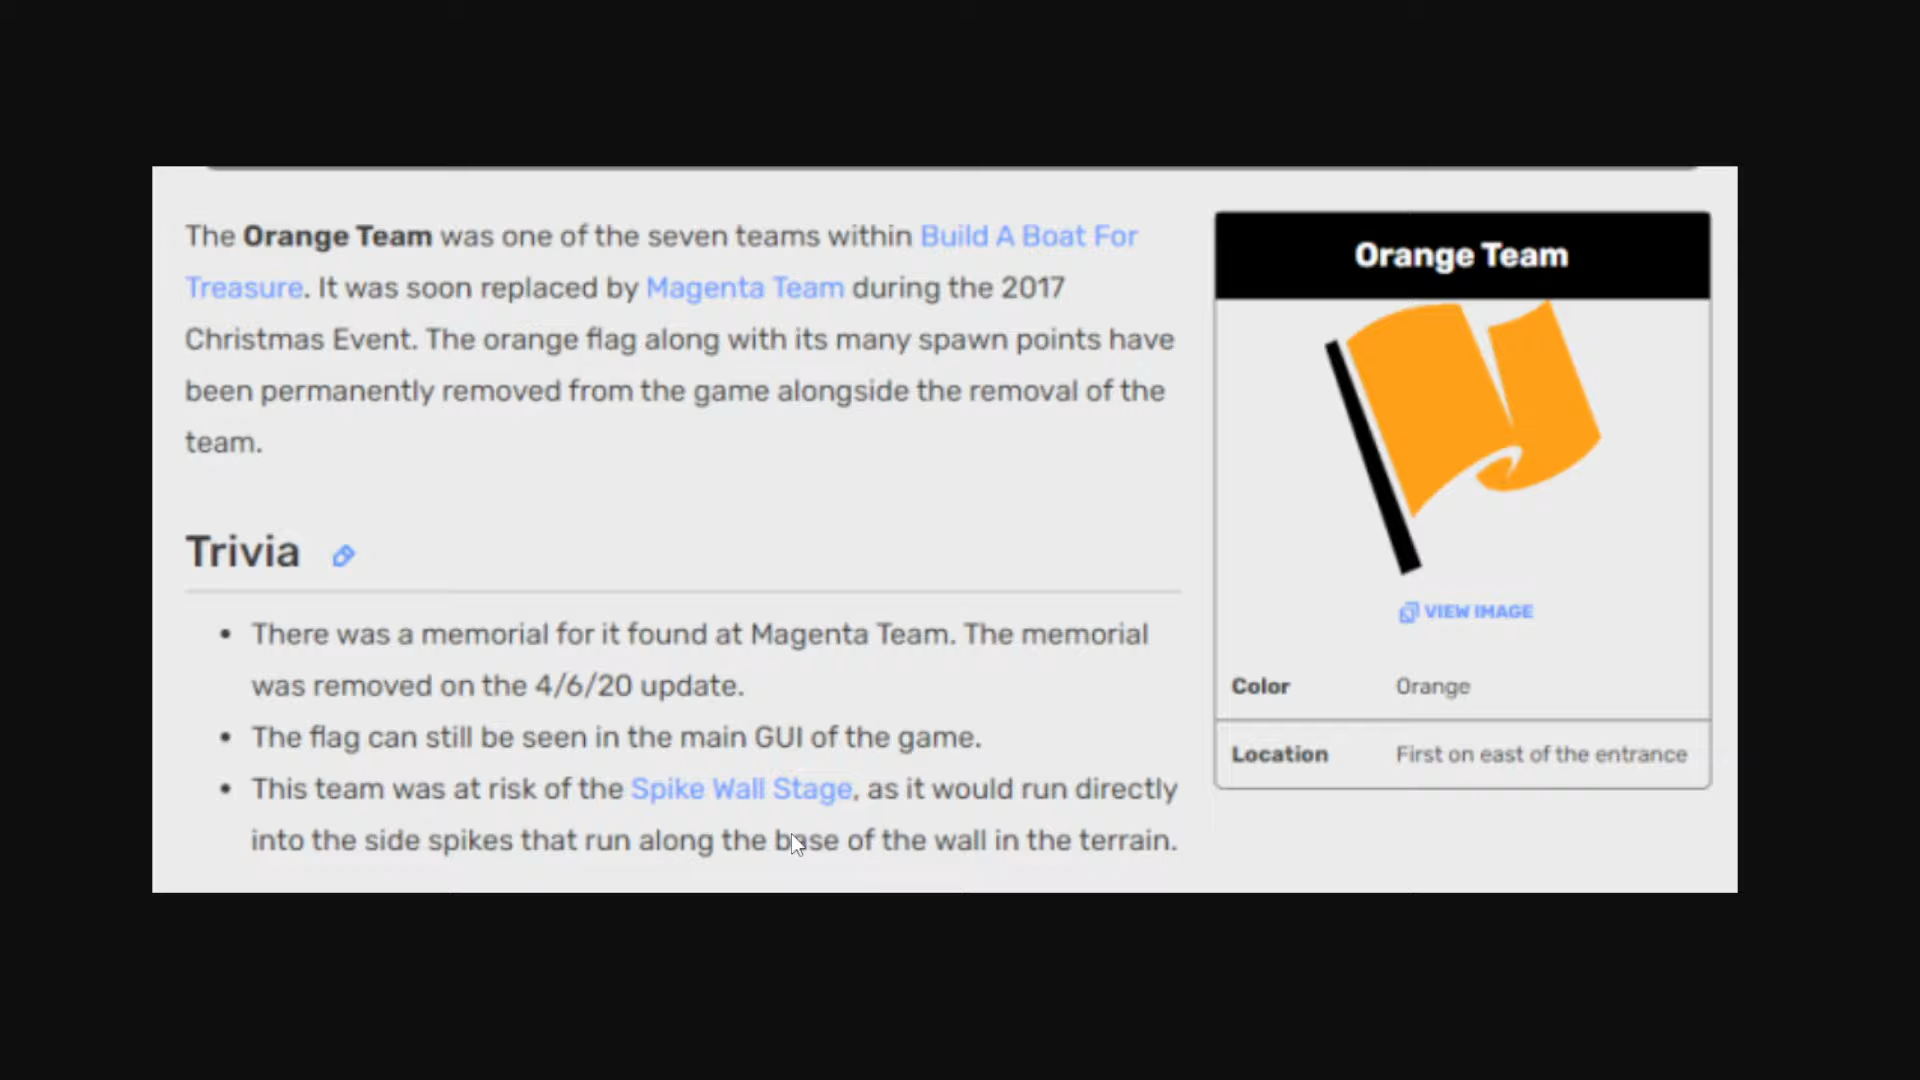 The Orange Team was one of the seven teams within Build A Boat For
Treasure. It was soon replaced by Magenta Team during the 2017
Christmas Event. The orange flag along with its many spawn points have
been permanently removed from the game alongside the removal of the
team.
Trivia
There was a memorial for it found at Magenta Team. The memorial
was removed on the 4/6/20 update.
The flag can still be seen in the main GUI of the game.
This team was at risk of the Spike Wall Stage, as it would run directly
into the side spikes that run along the base of the wall in the terrain.
Orange Team
VIEW IMAGE
Color Orange
Location First on east of the entrance